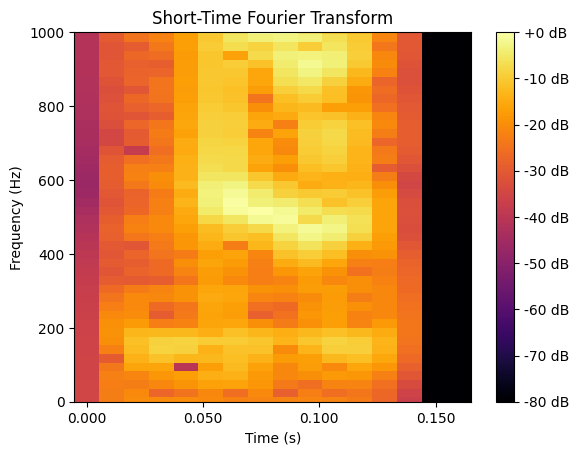 Short-Time Fourier Transform
1000
800
600
400
200
0
Frequency (Hz)
0.000
0.050
0.100
0.150
Time (s)
+0 dB
-10 dB
-20 dB
-30 dB
-40 dB
-50 dB
-60 dB
-70 dB
-80 dB